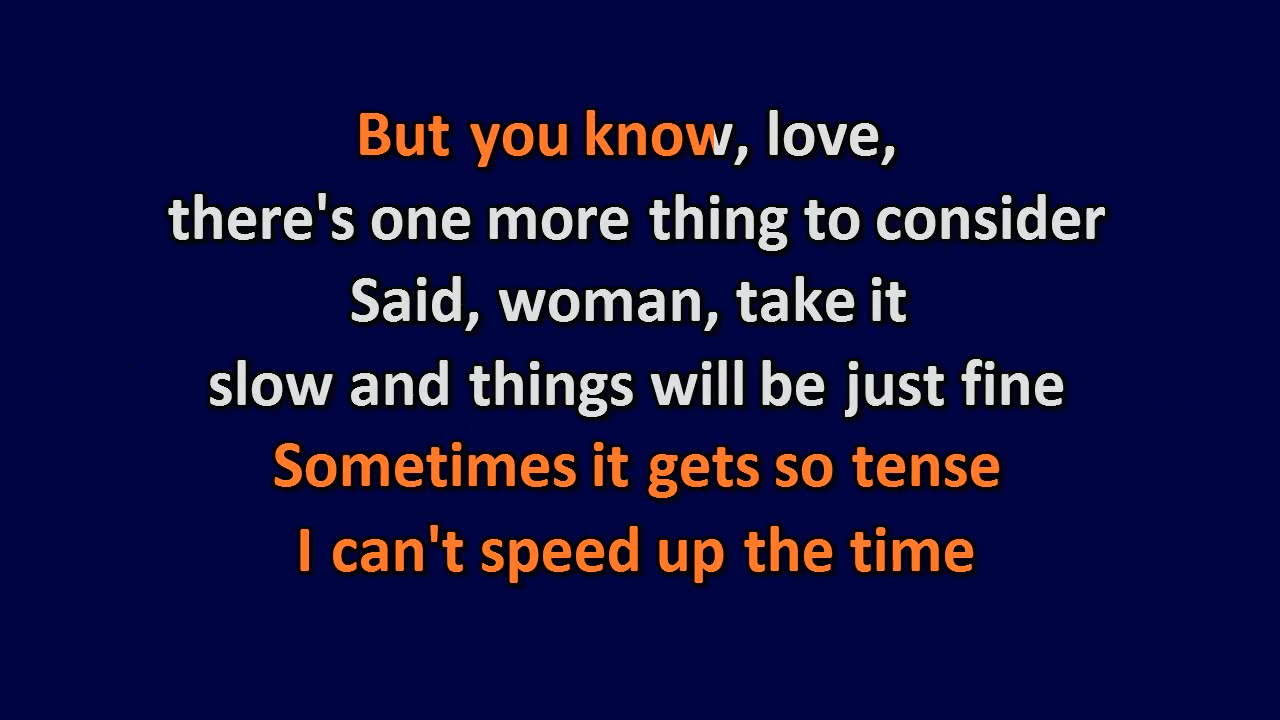 But you know, love,
there's one more thing to consider
Said, woman, take it
slow and things will be just fine
Sometimes it gets so tense
I can't speed up the time